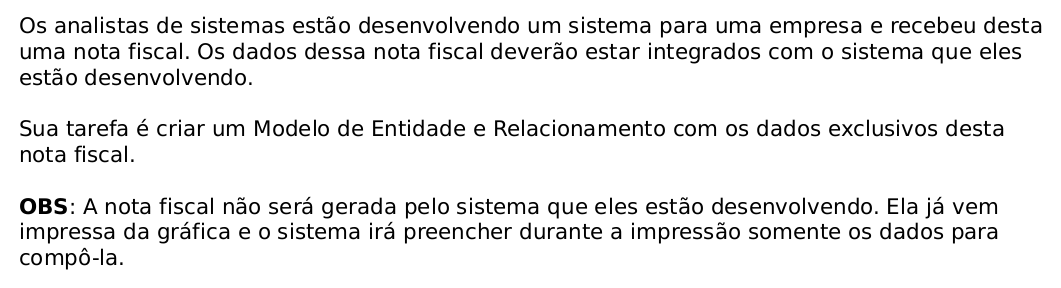 Os analistas de sistemas estão desenvolvendo um sistema para uma empresa e recebeu desta
uma nota fiscal. Os dados dessa nota fiscal deverão estar integrados com o sistema que eles
estão desenvolvendo.
Sua tarefa é criar um Modelo de Entidade e Relacionamento com os dados exclusivos desta
nota fiscal.
OBS: A nota fiscal não será gerada pelo sistema que eles estão desenvolvendo. Ela já vem
impressa da gráfica e o sistema irá preencher durante a impressão somente os dados para
compô-la.